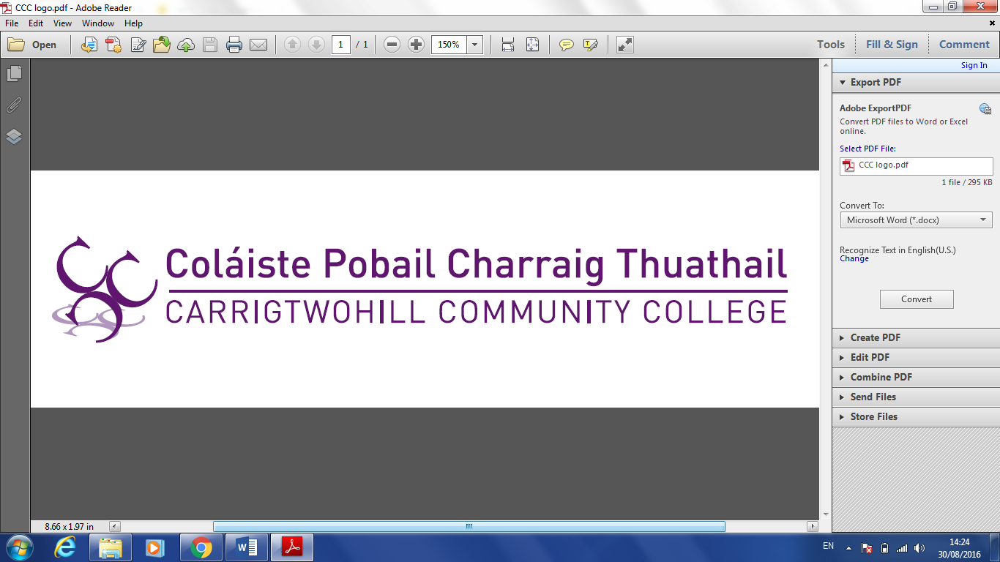 CCC logo.pdf - Adobe Reader
File Edit View Window Help
Open 1 / 1 150% Tools Fill & Sign Comment
Sign In
Export PDF
Adobe ExportPDF
Convert PDF files to Word or Excel
online.
Select PDF File:
CCC logo.pdf
1 file / 295 KB
Convert To:
Microsoft Word (*.docx)
Recognize Text in English(U.S.)
Change
Convert
Create PDF
Edit PDF
Combine PDF
Send Files
Store Files
Coláiste Pobail Charraig Thuathail
CARRIGTWOHILL COMMUNITY COLLEGE
8.66 x 1.97 in
EN 14:24
30/08/2016